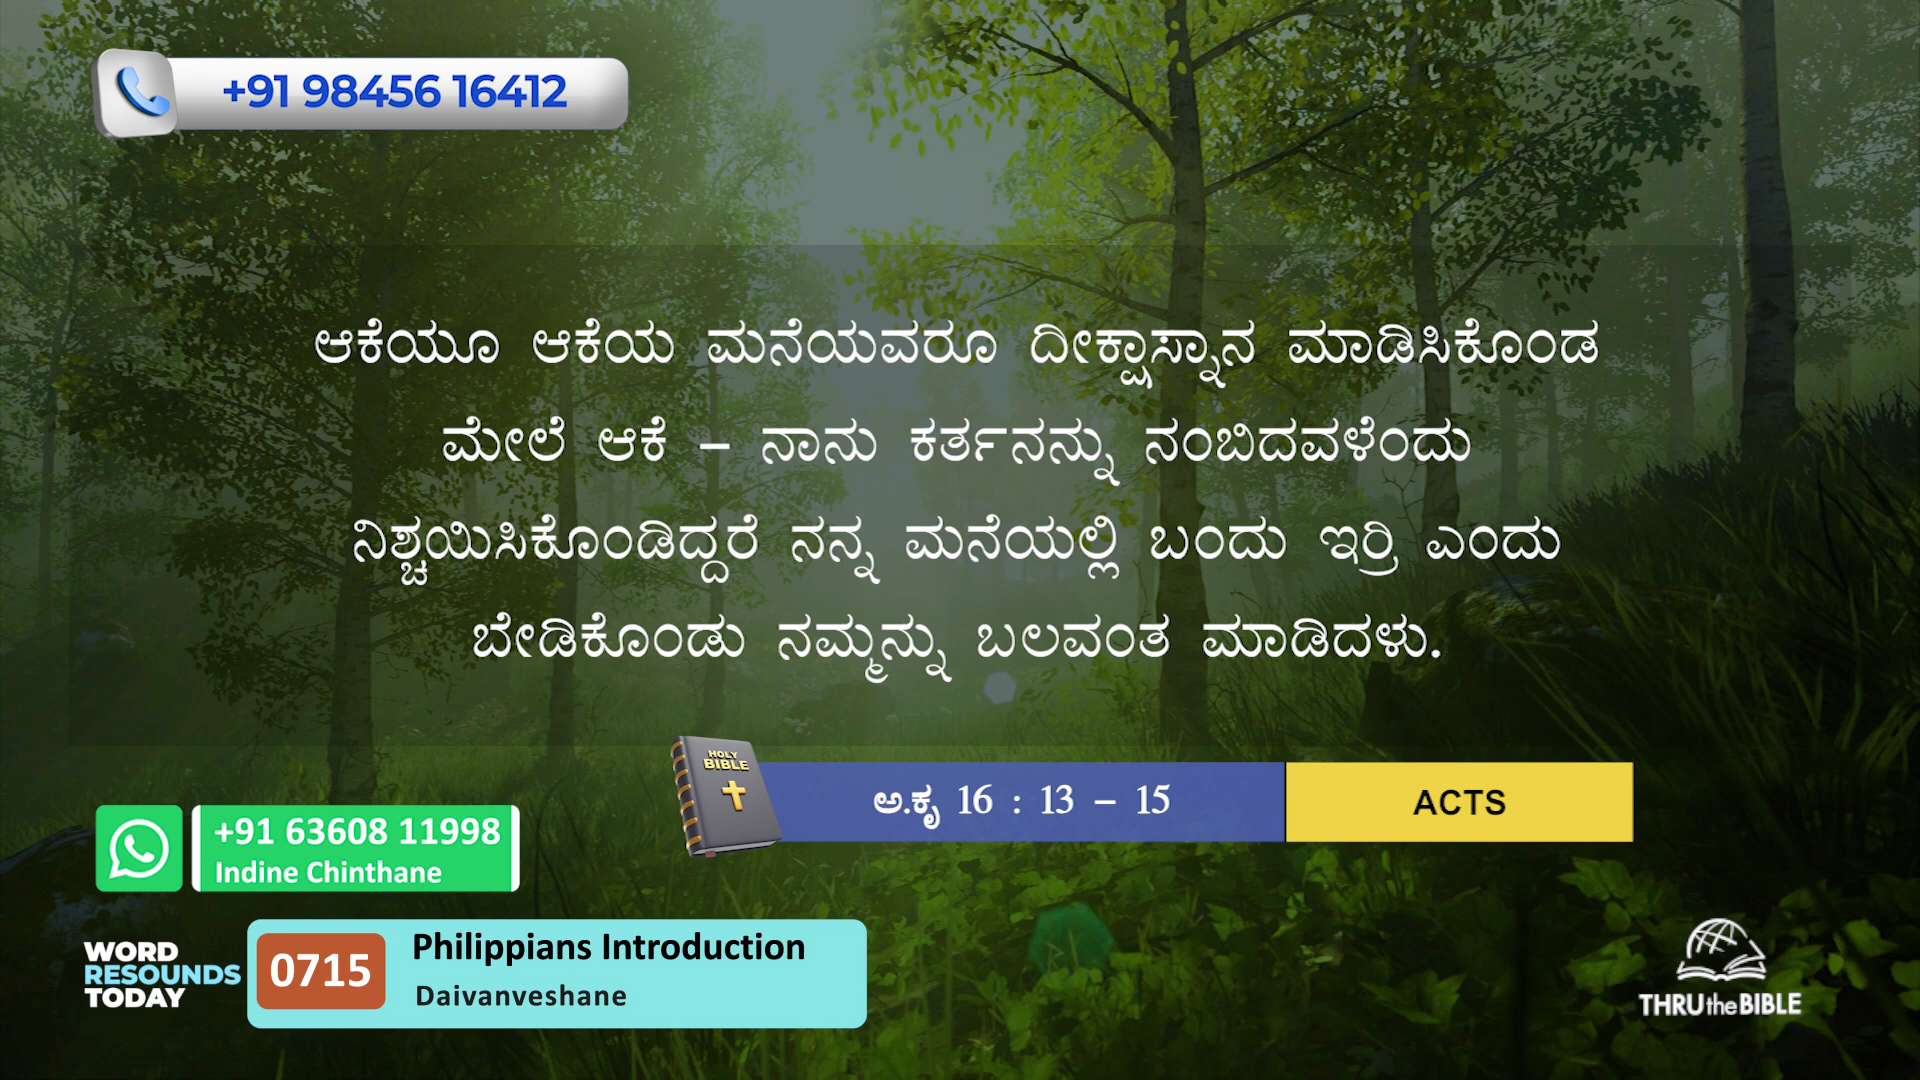 +91 98456 16412
ಆಕೆಯೂ ಆಕೆಯ ಮನೆಯವರೂ ದೀಕ್ಷಾಸ್ನಾನ ಮಾಡಿಸಿಕೊಂಡ
ಮೇಲೆ ಆಕೆ – ನಾನು ಕರ್ತನನ್ನು ನಂಬಿದವಳೆಂದು
ನಿಶ್ಚಯಿಸಿಕೊಂಡಿದ್ದರೆ ನನ್ನ ಮನೆಯಲ್ಲಿ ಬಂದು ಇರ್ರಿ ಎಂದು
ಬೇಡಿಕೊಂಡು ನಮ್ಮನ್ನು ಬಲವಂತ ಮಾಡಿದಳು.
HOLY
BIBLE
ಅ.ಕೃ 16 : 13 – 15
ACTS
+91 63608 11998
Indine Chinthane
WORD
RESOUNDS
TODAY
0715
Philippians Introduction
Daivanveshane
THRU the BIBLE